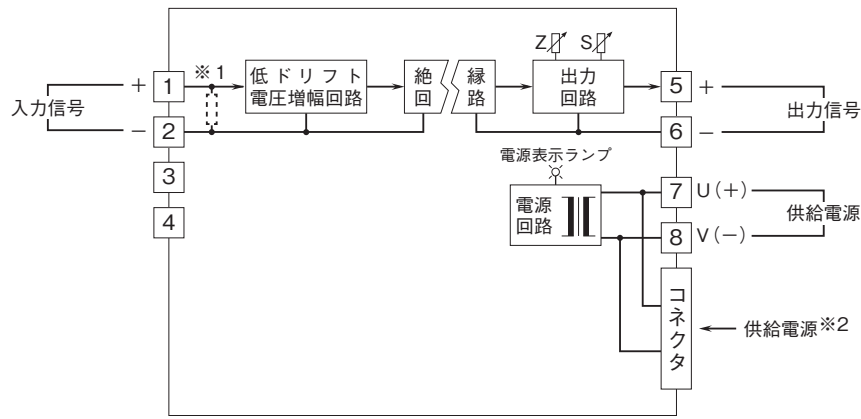 Z S
※1
低ドリフト
電圧増幅回路
絶縁
回路
出力
回路
+ 1
入力信号
− 2
3
4
5 +
出力信号
6 −
電源表示ランプ
電源
回路
7 U(+)
供給電源
8 V(−)
コネクタ
供給電源※2